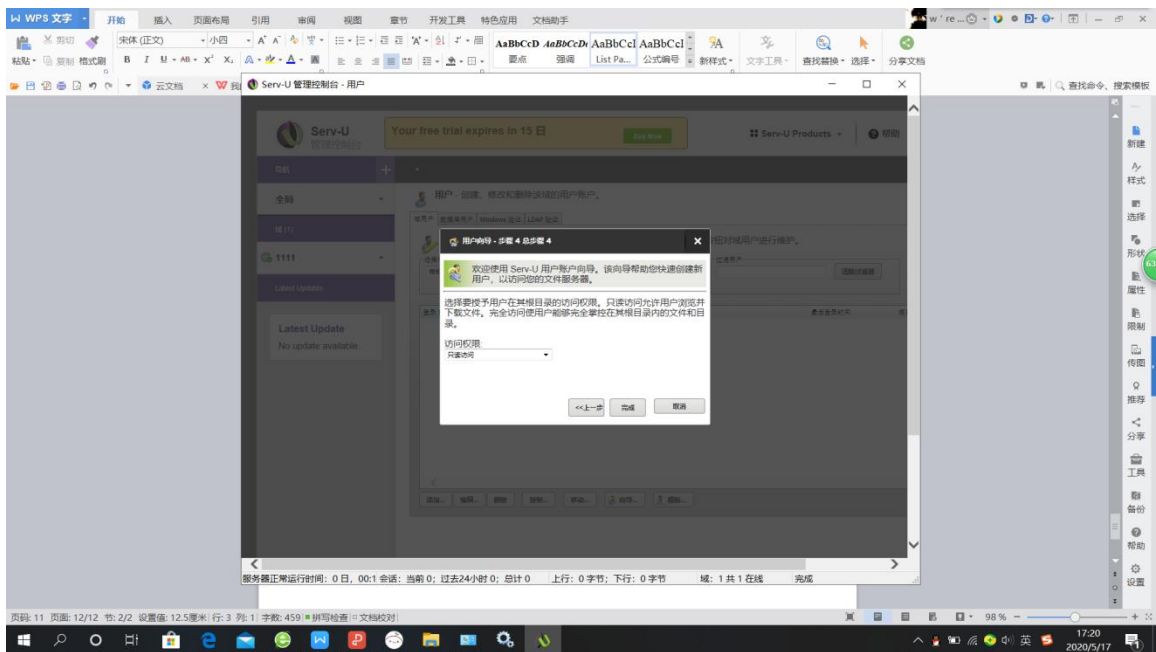 WPS 文字
开始 插入 页面布局 引用 审阅 视图 章节 开发工具 特色应用 文档助手
w ' re ...
剪切
粘贴 复制 格式刷
宋体 (正文) 小四
AaBbCcD AaBbCcDc AaBbCcI AaBbCcI
要点 强调 List Pa... 公式编号
新样式 文字工具 查找替换 选择 分享文档
云文档
Serv-U 管理控制台 - 用户
查找命令、搜索模板
Serv-U
管理控制台
Your free trial expires in 15 日
Buy Now
Serv-U Products
帮助
导航
全局
域 (1)
1111
Latest Updates
Latest Update
No update available.
用户 - 创建、修改和删除该域的用户帐户。
用户向导 - 步骤 4 总步骤 4
欢迎使用 Serv-U 用户账户向导。该向导帮助您快速创建新
用户，以访问您的文件服务器。
选择要授予用户在其根目录的访问权限。只读访问允许用户浏览并
下载文件。完全访问使用户能够完全掌控在其根目录内的文件和目
录。
访问权限:
只读访问
<<上一步 完成 取消
服务器正常运行时间: 0 日, 00:1 会话: 当前 0; 过去24小时 0; 总计 0 上行: 0 字节; 下行: 0 字节 域: 1 共 1 在线 完成
新建
样式
选择
形状
属性
限制
传图
推荐
分享
工具
备份
帮助
设置
页码: 11 页面: 12/12 节: 2/2 设置值: 12.5厘米 行: 3 列: 1 字数: 459 拼写检查 文档校对
98 %
英
17:20
2020/5/17